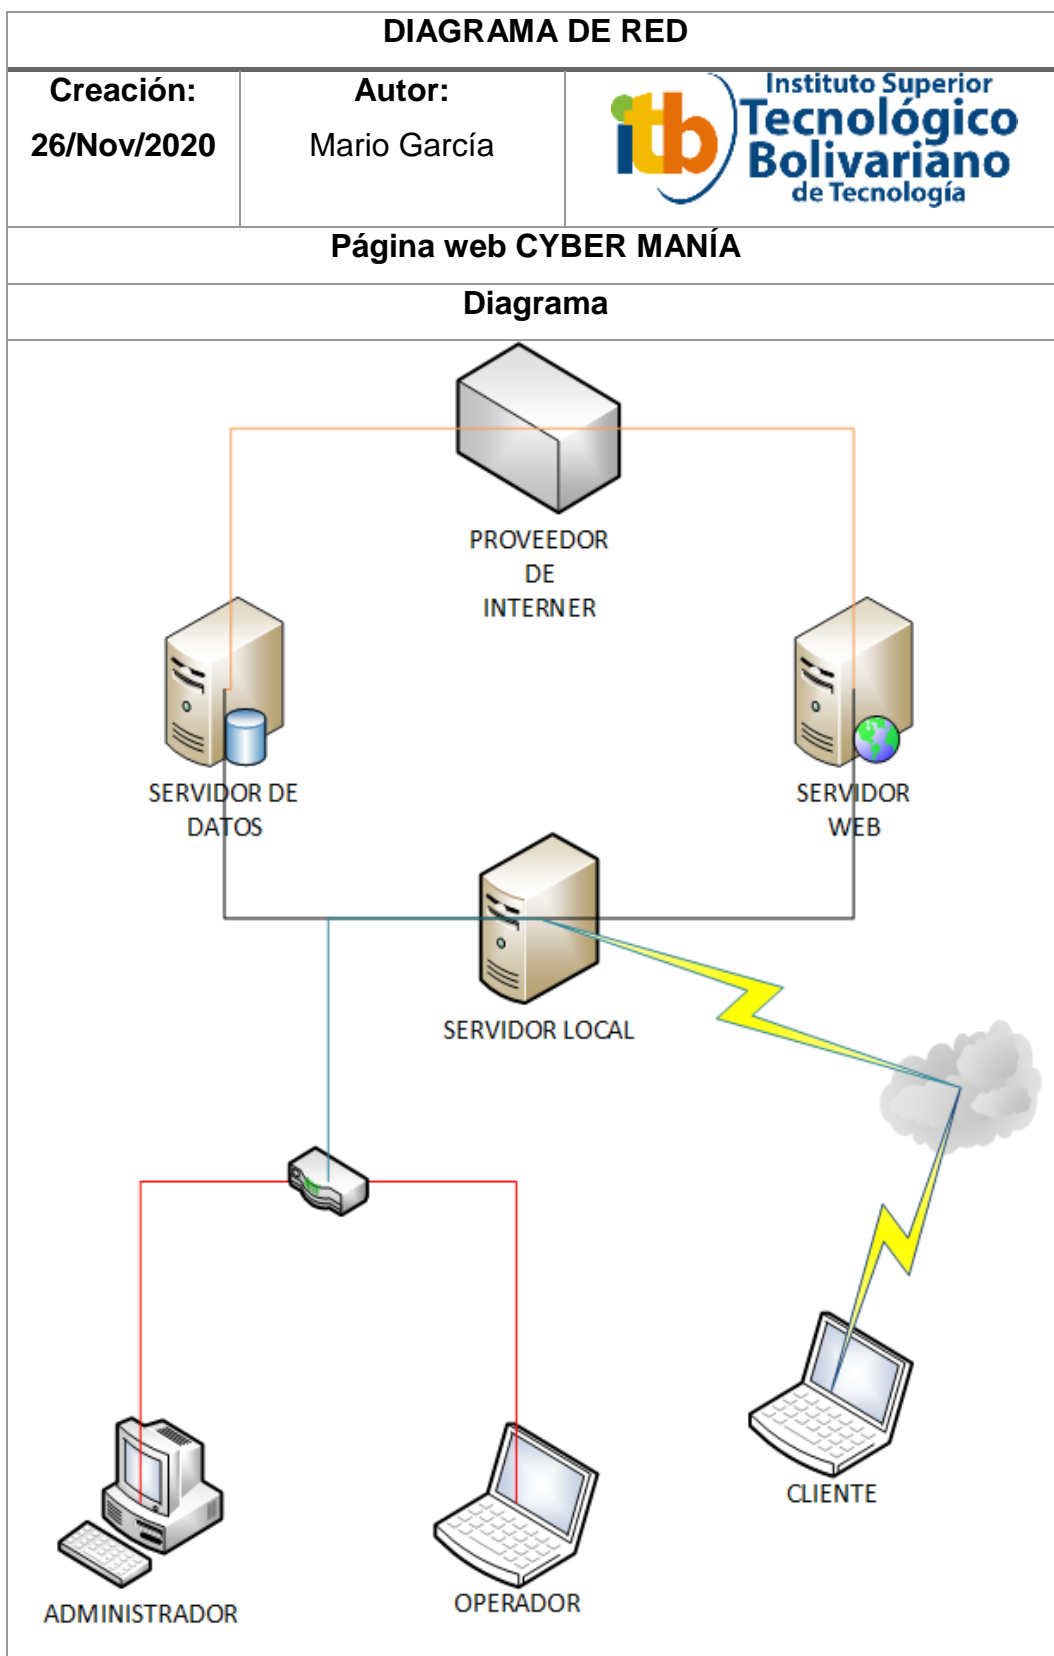 DIAGRAMA DE RED
Creación:
26/Nov/2020
Autor:
Mario García
itb
Instituto Superior
Tecnológico
Bolivariano
de Tecnología
Página web CYBER MANÍA
Diagrama
PROVEEDOR
DE
INTERNER
SERVIDOR DE
DATOS
SERVIDOR
WEB
SERVIDOR LOCAL
CLIENTE
OPERADOR
ADMINISTRADOR